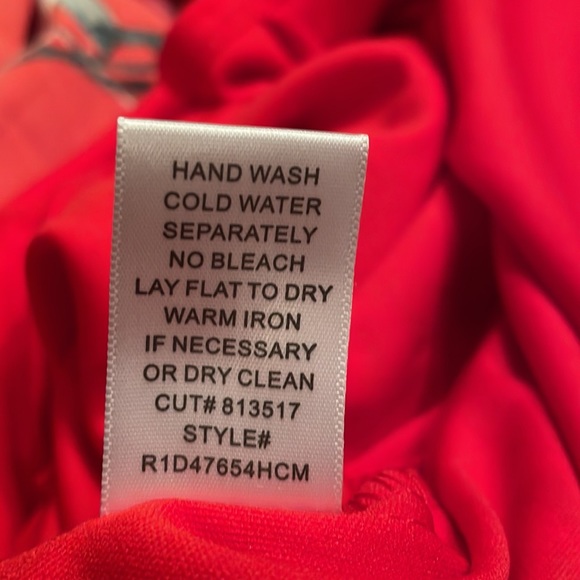 HAND WASH
COLD WATER
SEPARATELY
NO BLEACH
LAY FLAT TO DRY
WARM IRON
IF NECESSARY
OR DRY CLEAN
CUT# 813517
STYLE#
R1D47654HCM